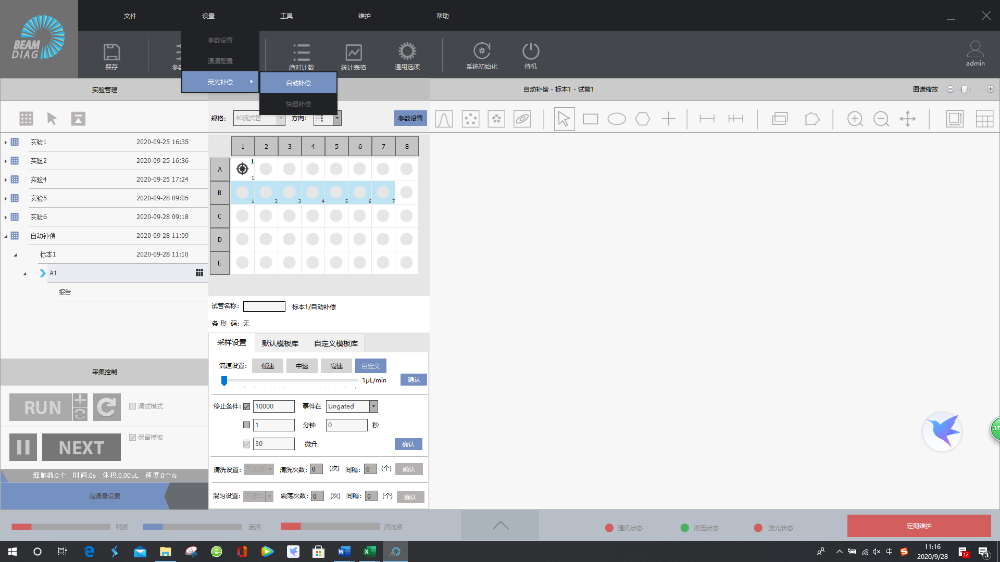 文件 设置 工具 维护 帮助
BEAM
DIAG
参数设置
通道配置
荧光补偿
自动补偿
快速补偿
保存 绝对计数 统计表格 通用选项 系统初始化 待机 admin
实验管理
自动补偿 - 标本1 - 试管1
图谱缩放
规格: 40流式管 方向: 参数设置
实验1 2020-09-25 16:35
实验2 2020-09-25 16:36
实验4 2020-09-25 17:24
实验5 2020-09-28 09:05
实验6 2020-09-28 09:18
自动补偿 2020-09-28 11:09
标本1 2020-09-28 11:10
A1
报告
1 2 3 4 5 6 7 8
A 1 1
B 1 2 3 4 5 6 7
C
D
E
试管名称: 标本1/自动补偿
条 形 码: 无
采样设置 默认模板库 自定义模板库
流速设置: 低速 中速 高速 自定义
1μL/min 确认
停止条件: 10000 事件在 Ungated
1 分钟 0 秒
30 微升 确认
清洗设置: 不清洗 清洗次数: 0 (次) 间隔: 0 (个) 确认
混匀设置: 不混匀 震荡次数: 0 (次) 间隔: 0 (个) 确认
采集控制
RUN 调试模式
NEXT 保留模板
细胞数:0个 时间:0s 体积:0.00uL 速度:0个/s
高通量设置
鞘液 废液 清洗液 通讯状态 液压状态 激光状态 定期维护
37
中 11:16
2020/9/28
12 3